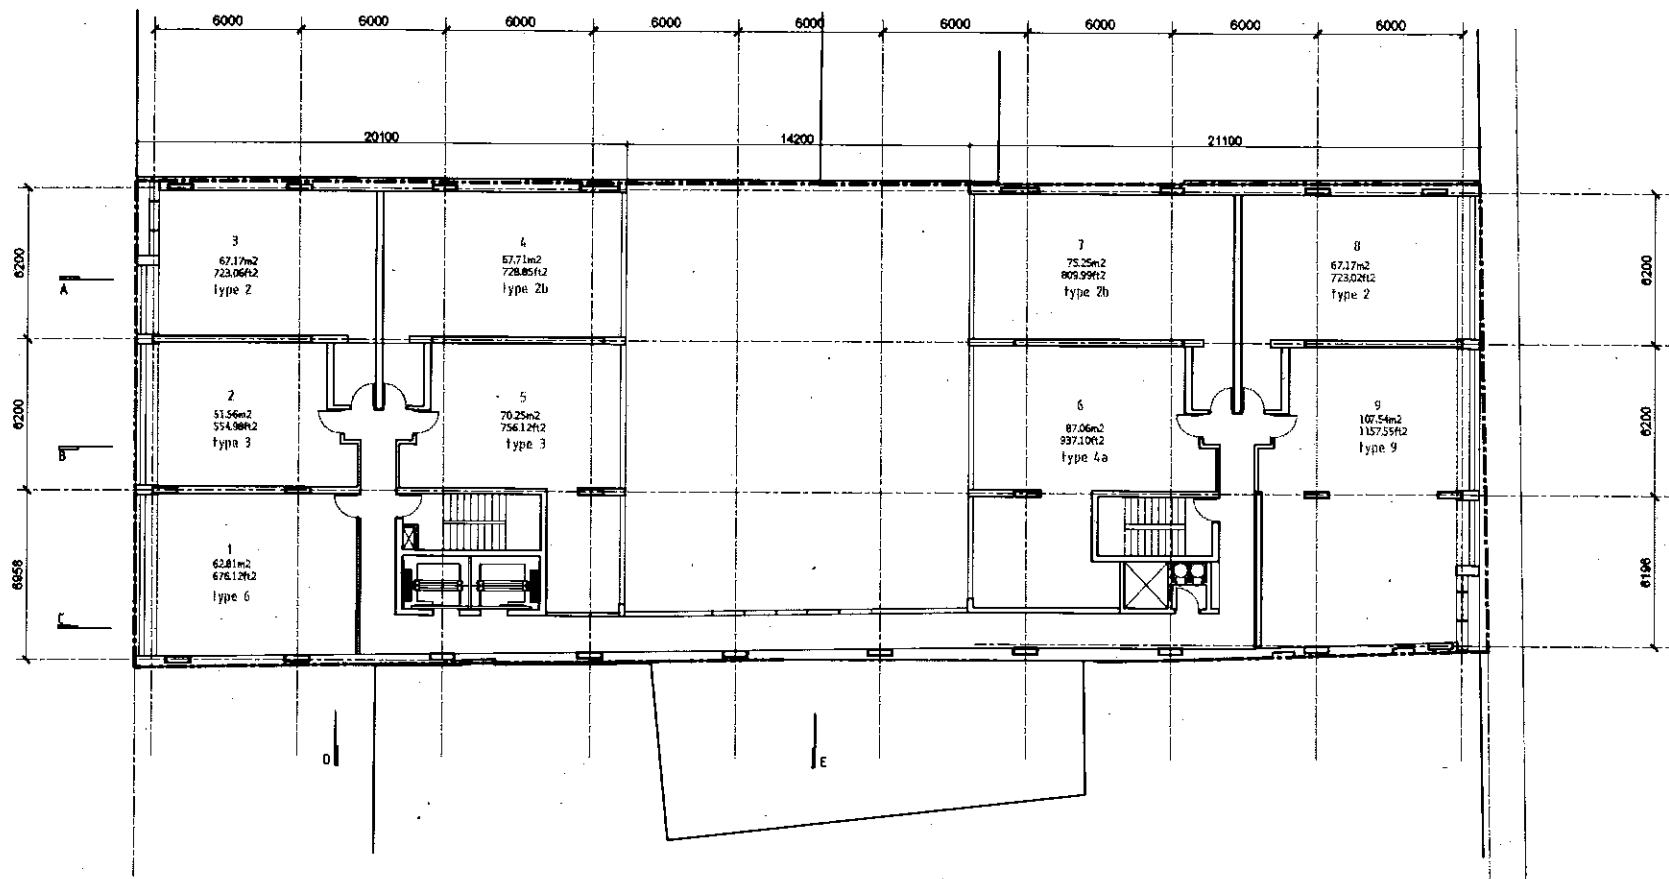 6000 6000 6000 6000 6000 6000 6000 6000 6000
20100 14200 21100
3
67.17m2
723.06ft2
type 2
4
67.71m2
728.85ft2
type 2b
7
75.25m2
809.99ft2
type 2b
8
67.17m2
723.02ft2
type 2
6200
6200
A
2
51.56m2
554.98ft2
type 3
5
70.25m2
756.12ft2
type 3
6
87.06m2
937.10ft2
type 4a
9
107.54m2
1157.55ft2
type 9
6200
6200
B
1
62.81m2
676.12ft2
type 6
6958
6196
C
D
E